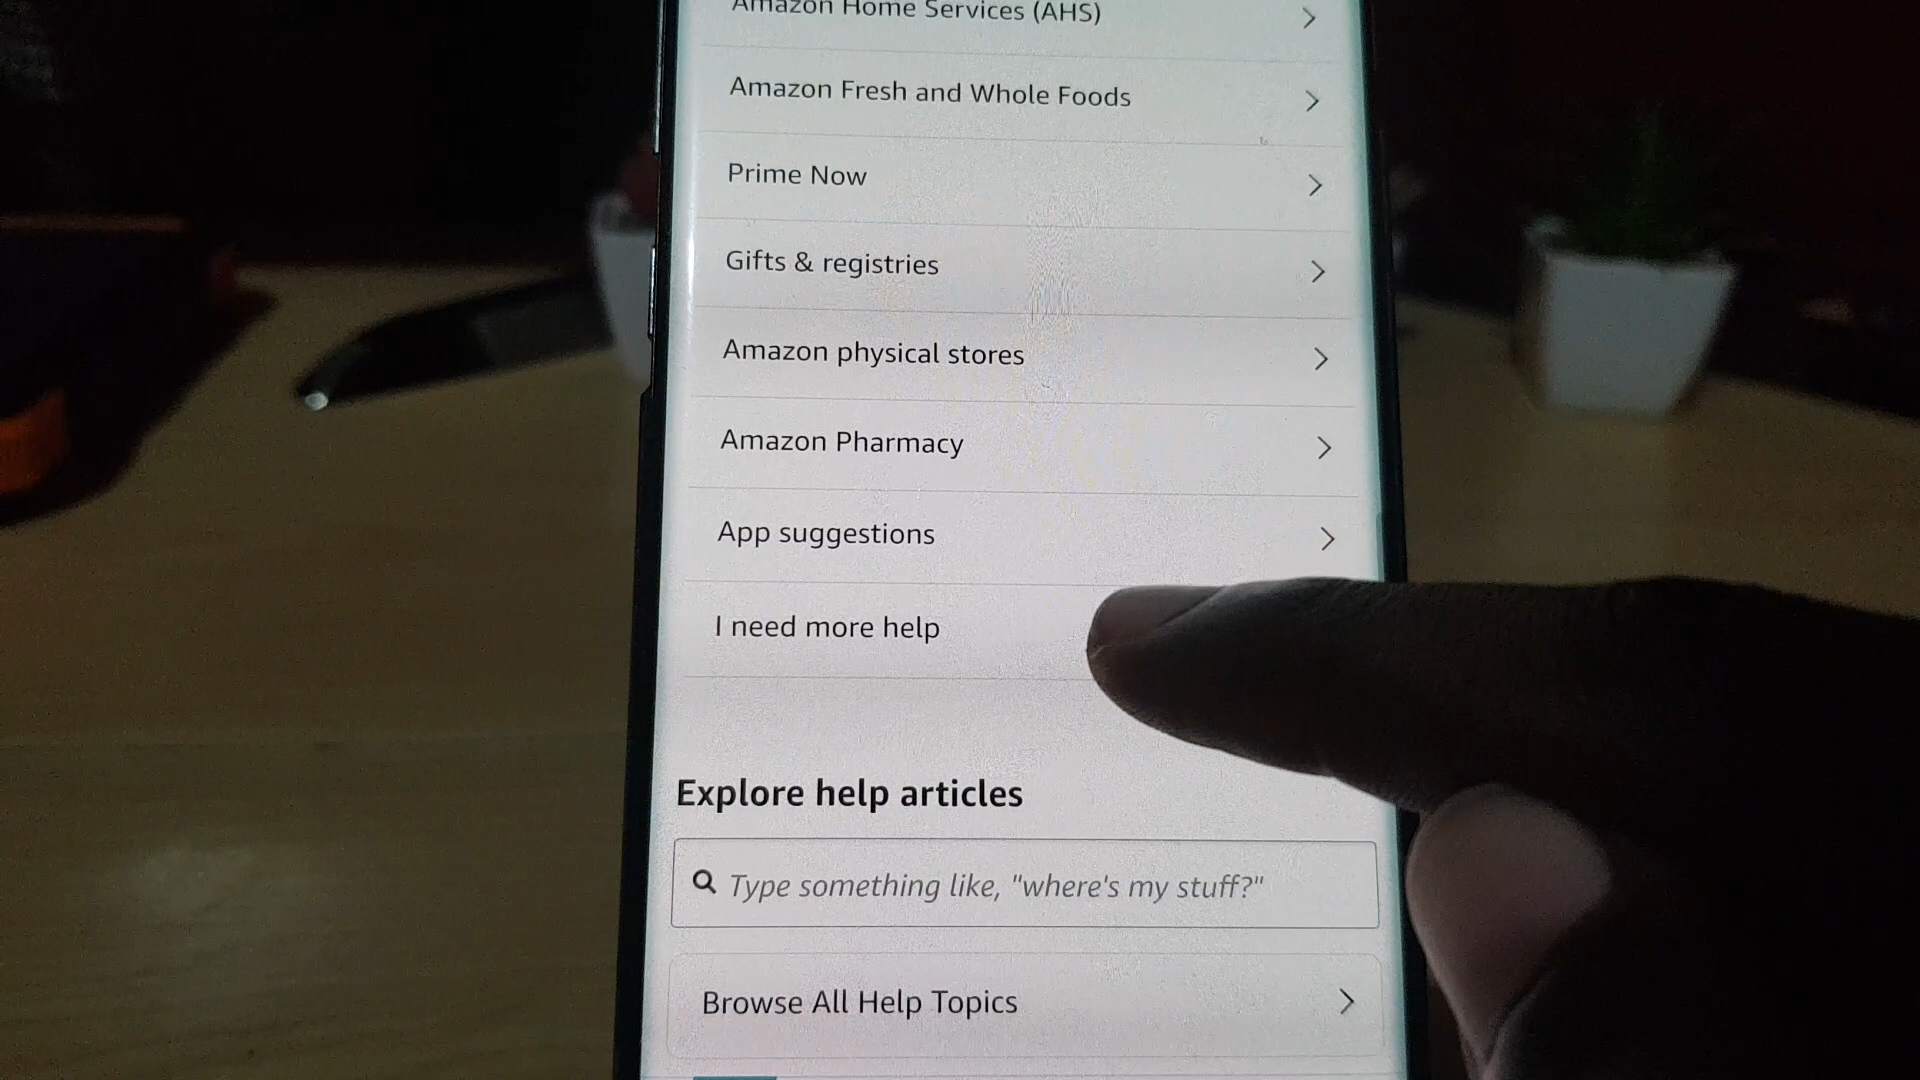 Amazon Home Services (AHS)
Amazon Fresh and Whole Foods
Prime Now
Gifts & registries
Amazon physical stores
Amazon Pharmacy
App suggestions
I need more help
Explore help articles
Type something like, "where's my stuff?"
Browse All Help Topics